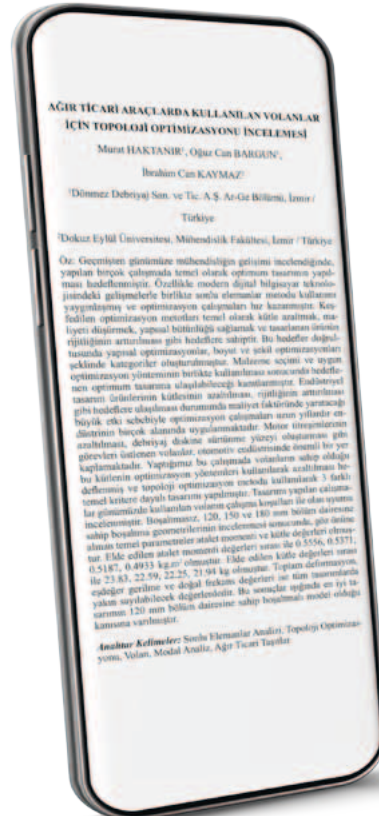 AĞIR TİCARİ ARAÇLARDA KULLANILAN VOLANLAR
İÇİN TOPOLOJİ OPTİMİZASYONU İNCELEMESİ
Murat HAKTANIR¹, Oğuz Can BARGUN¹,
İbrahim Can KAYMAZ²
¹Dönmez Debriyaj San. ve Tic. A.Ş. Ar-Ge Bölümü, İzmir /
Türkiye
²Dokuz Eylül Üniversitesi, Mühendislik Fakültesi, İzmir / Türkiye
Öz: Geçmişten günümüze mühendisliğin gelişimi incelendiğinde,
yapılan birçok çalışmada temel olarak optimum tasarımın yapıl-
ması hedeflenmiştir. Özellikle modern dijital bilgisayar teknolo-
jisindeki gelişmelerle birlikte sonlu elemanlar metodu kullanımı
yaygınlaşmış ve optimizasyon çalışmaları hız kazanmıştır. Keş-
fedilen optimizasyon metotları temel olarak kütle azaltmak, ma-
liyeti düşürmek, yapısal bütünlüğü sağlamak ve tasarlanan ürünün
rijitliğinin arttırılması gibi hedeflere sahiptir. Bu hedefler doğrul-
tusunda yapısal optimizasyonlar, boyut ve şekil optimizasyonları
şeklinde kategoriler oluşturulmuştur. Malzeme seçimi ve uygun
optimizasyon yönteminin birlikte kullanılması sonucunda hedefle-
nen optimum tasarıma ulaşılabileceği kanıtlanmıştır. Endüstriyel
tasarım ürünlerinin kütlesinin azaltılması, rijitliğinin arttırılması
gibi hedeflere ulaşılması durumunda maliyet faktöründe yaratacağı
büyük etki sebebiyle optimizasyon çalışmaları uzun yıllardır en-
düstrinin birçok alanda uygulanmaktadır. Motor titreşimlerinin
azaltılması, debriyaj diskine sürtünme yüzeyi oluşturması gibi
görevleri üstlenen volanlar, otomotiv endüstrisinde önemli bir yer
kaplamaktadır. Yaptığımız bu çalışmada volanların sahip olduğu
bu kütlenin optimizasyon yöntemleri kullanılarak azaltılması he-
deflenmiş ve topoloji optimizasyon metodu kullanılarak 3 farklı
temel kritere dayalı tasarım yapılmıştır. Tasarımı yapılan çalışma-
lar günümüzde kullanılan volanın çalışma koşulları ile olan uyumu
incelenmiştir. Boşaltmasız, 120, 150 ve 180 mm bölüm dairesine
sahip boşaltma geometrilerinin incelenmesi sonucunda, göz önüne
alınan temel parametreler atalet momenti ve kütle değerleri olmuş-
tur. Elde edilen atalet momenti değerleri sırası ile 0.5556, 0.5371,
0.5187, 0.4933 kg.m² olmuştur. Elde edilen kütle değerleri sırası
ile 23.83, 22.59, 22.25, 21.94 kg olmuştur. Toplam deformasyon,
eşdeğer gerilme ve doğal frekans değerleri ise tüm tasarımlarda
yakın sayılabilecek değerlerdedir. Bu sonuçlar ışığında en iyi ta-
sarımın 120 mm bölüm dairesine sahip boşaltmalı model olduğu
kanısına varılmıştır.
Anahtar Kelimeler: Sonlu Elemanlar Analizi, Topoloji Optimizas-
yonu, Volan, Modal Analiz, Ağır Ticari Taşıtlar